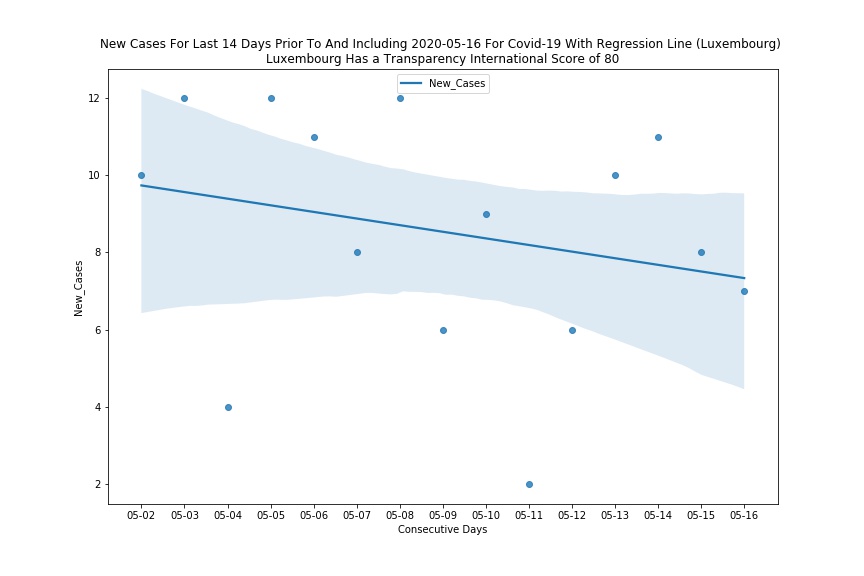 New Cases For Last 14 Days Prior To And Including 2020-05-16 For Covid-19 With Regression Line (Luxembourg)
Luxembourg Has a Transparency International Score of 80
New_Cases
12
10
8
6
4
2
New_Cases
05-02 05-03 05-04 05-05 05-06 05-07 05-08 05-09 05-10 05-11 05-12 05-13 05-14 05-15 05-16
Consecutive Days